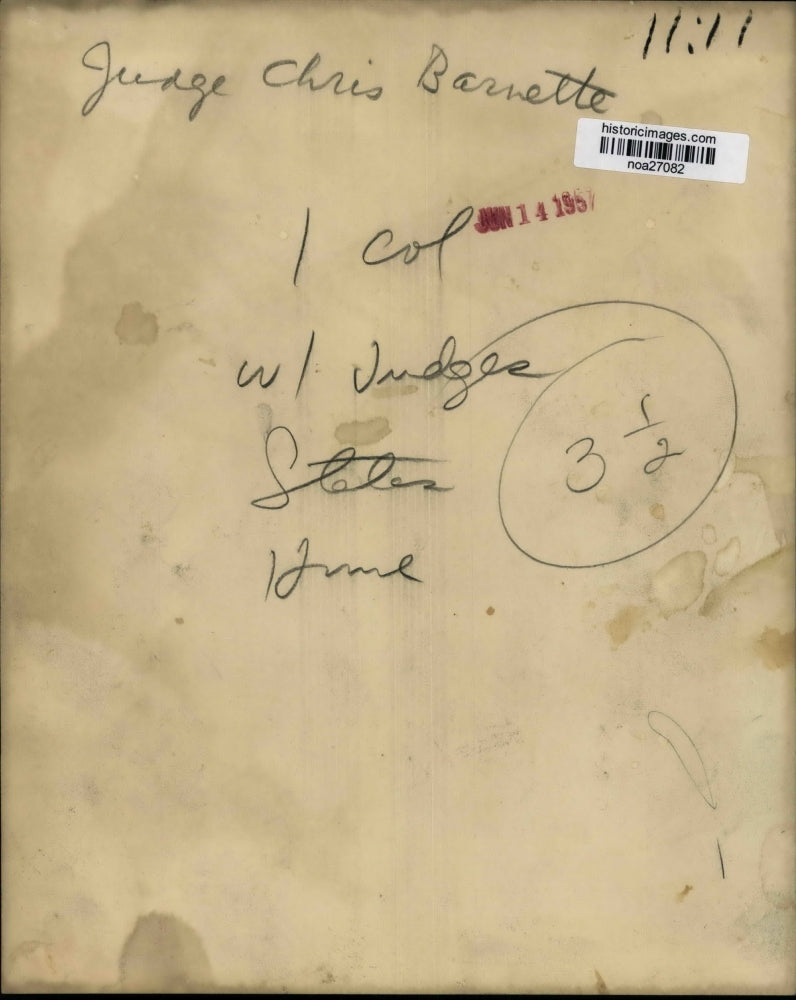 11:11
Judge Chris Barnette
historicimages.com
noa27082
JUN 14 1957
1 col
w/ Judges
States
Home
3 1/2